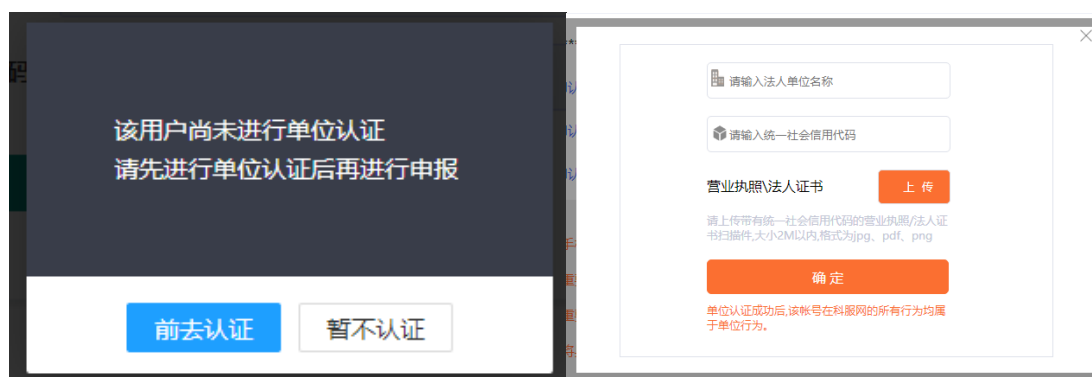 该用户尚未进行单位认证
请先进行单位认证后再进行申报
前去认证
暂不认证
请输入法人单位名称
请输入统一社会信用代码
营业执照\法人证书
上 传
请上传带有统一社会信用代码的营业执照/法人证
书扫描件,大小2M以内,格式为jpg、pdf、png
确 定
单位认证成功后,该帐号在科服网的所有行为均属
于单位行为。